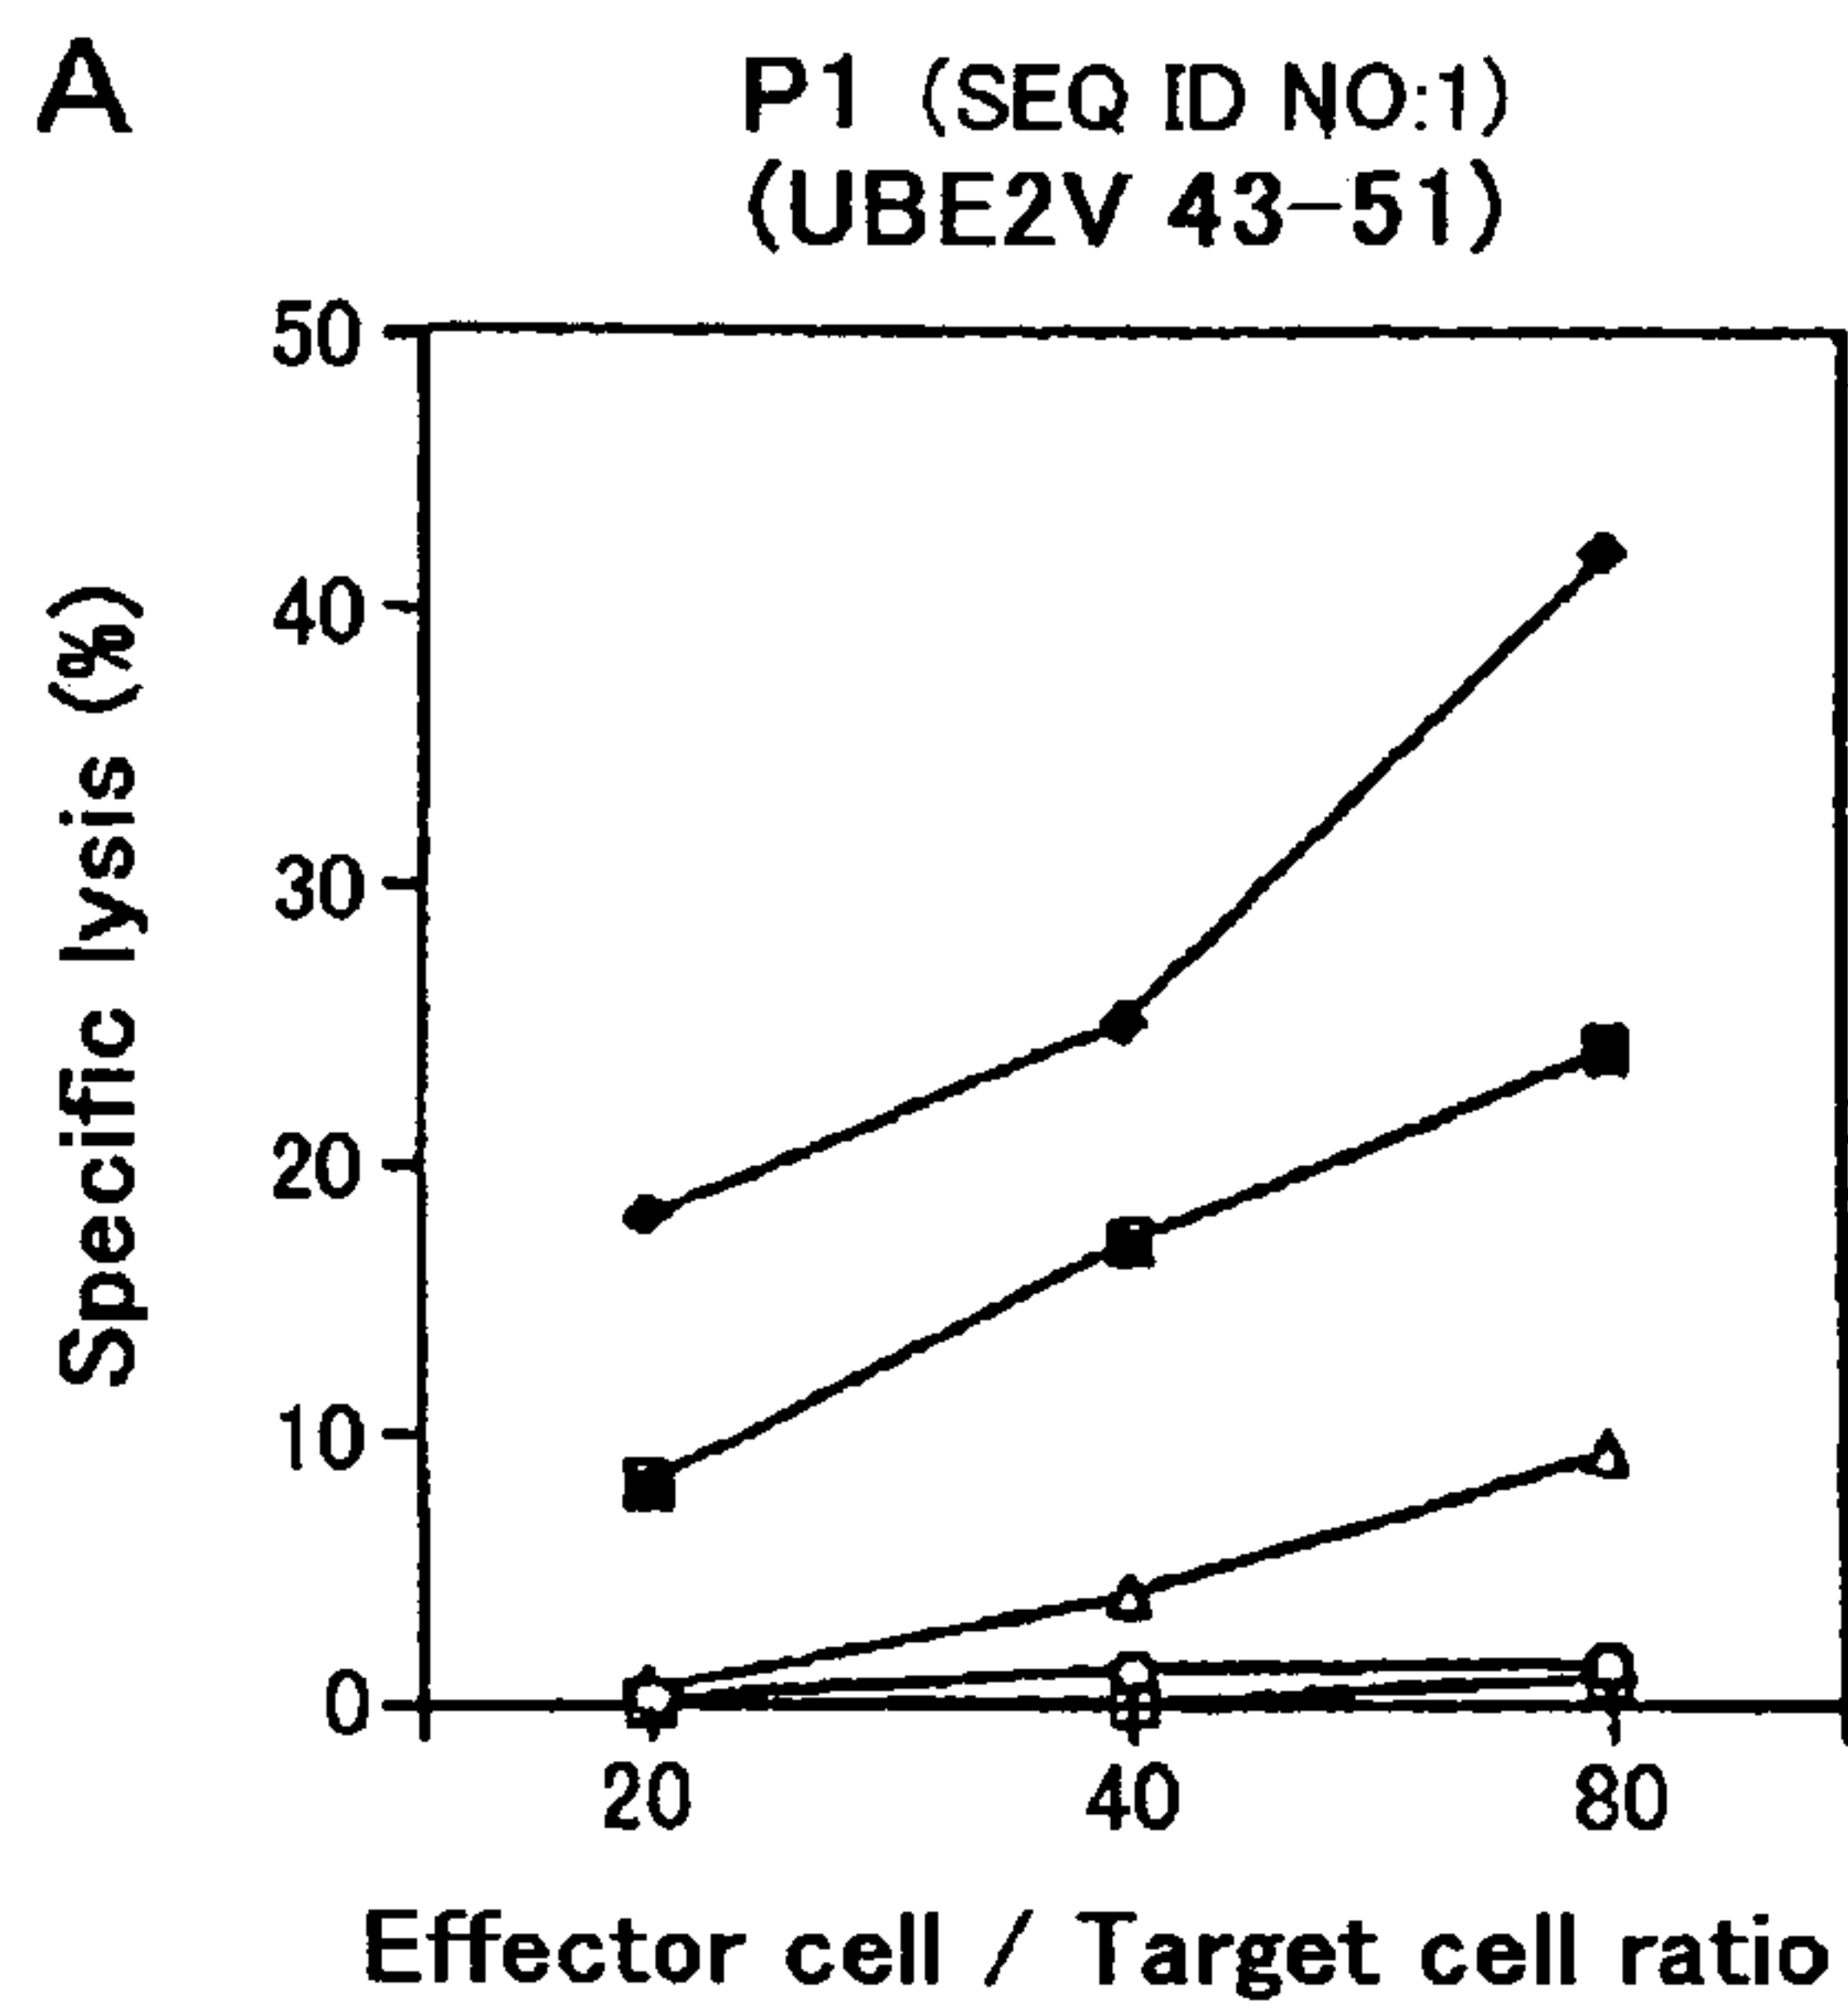 A
P1 (SEQ ID NO:1)
(UBE2V 43-51)
Specific lysis (%)
50
40
30
20
10
0
20 40 80
Effector cell / Target cell ratio